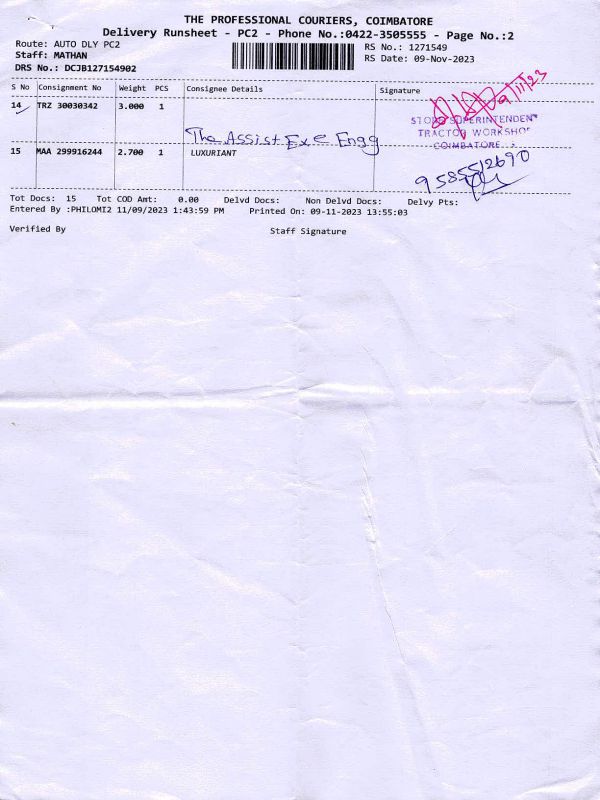 THE PROFESSIONAL COURIERS, COIMBATORE
Delivery Runsheet - PC2 - Phone No.:0422-3505555 - Page No.:2
Route: AUTO DLY PC2
Staff: MATHAN
DRS No.: DCJB127154902
RS No.: 1271549
RS Date: 09-Nov-2023
S No Consignment No Weight PCS Consignee Details Signature
14 TRZ 30030342 3.000 1
The Assist Exe Engg
9/11/23
STORE SUPERINTENDENT
TRACTOR WORKSHOP
COIMBATORE
15 MAA 299916244 2.700 1 LUXURIANT
9585512690
Tot Docs: 15 Tot COD Amt: 0.00 Delvd Docs: Non Delvd Docs: Delvy Pts:
Entered By :PHILOMI2 11/09/2023 1:43:59 PM Printed On: 09-11-2023 13:55:03
Verified By Staff Signature